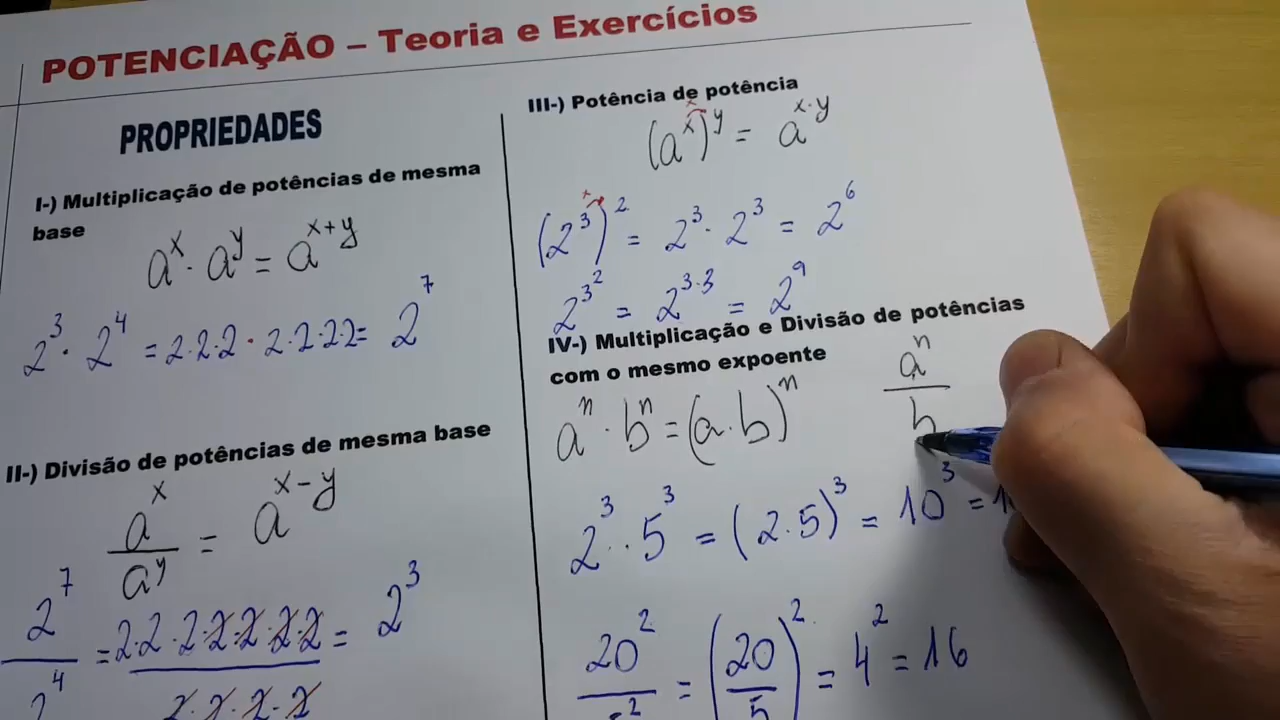 POTENCIAÇÃO – Teoria e Exercícios
PROPRIEDADES
I-) Multiplicação de potências de mesma
base
a^x · a^y = a^{x+y}
2^3 · 2^4 = 2·2·2 · 2·2·2·2 = 2^7
II-) Divisão de potências de mesma base
a^x / a^y = a^{x-y}
2^7 / 2^4 = 2·2·2·2·2·2·2 / 2·2·2·2 = 2^3
III-) Potência de potência
(a^x)^y = a^{x·y}
(2^3)^2 = 2^3 · 2^3 = 2^6
2^{3^2} = 2^{3·3} = 2^9
IV-) Multiplicação e Divisão de potências
com o mesmo expoente
a^n · b^n = (a·b)^n
a^n / b
2^3 · 5^3 = (2·5)^3 = 10^3 =
20^2 / 5^2 = (20/5)^2 = 4^2 = 16